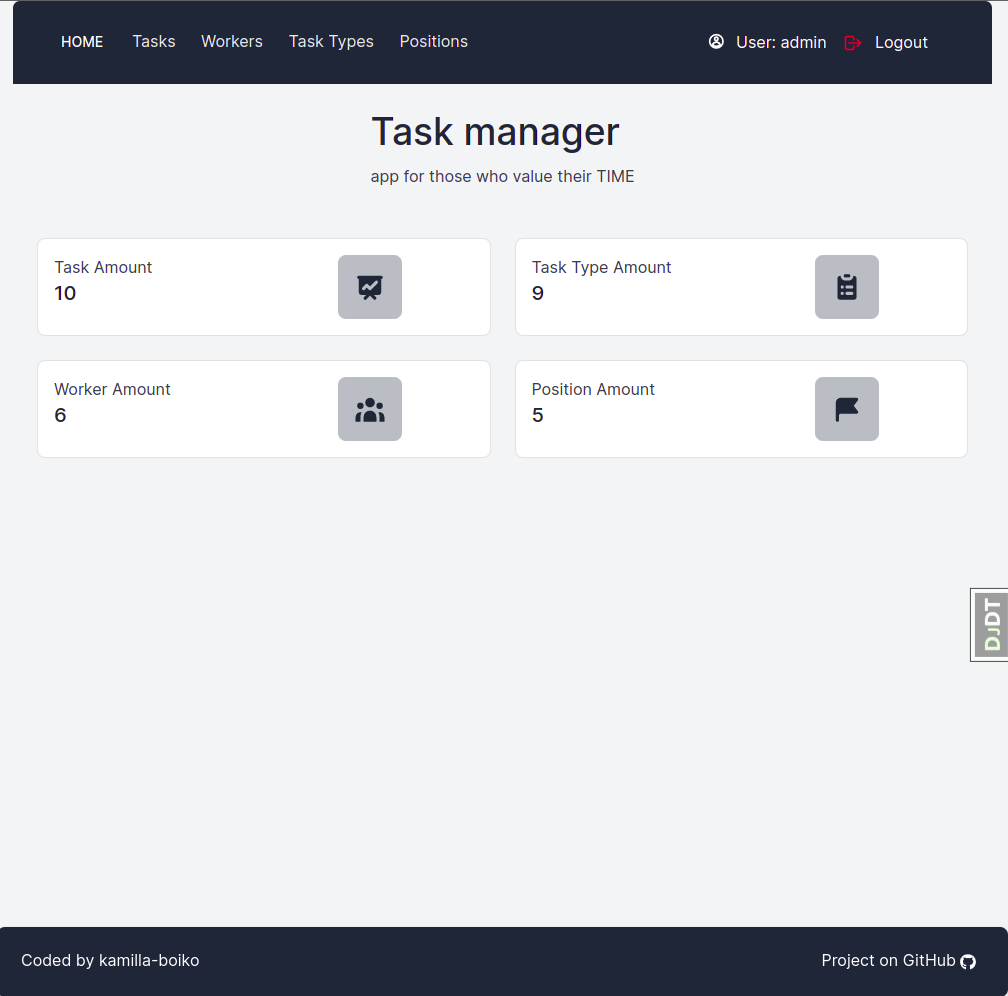 HOME Tasks Workers Task Types Positions User: admin Logout
Task manager
app for those who value their TIME
Task Amount
10
Task Type Amount
9
Worker Amount
6
Position Amount
5
DJDT
Coded by kamilla-boiko
Project on GitHub